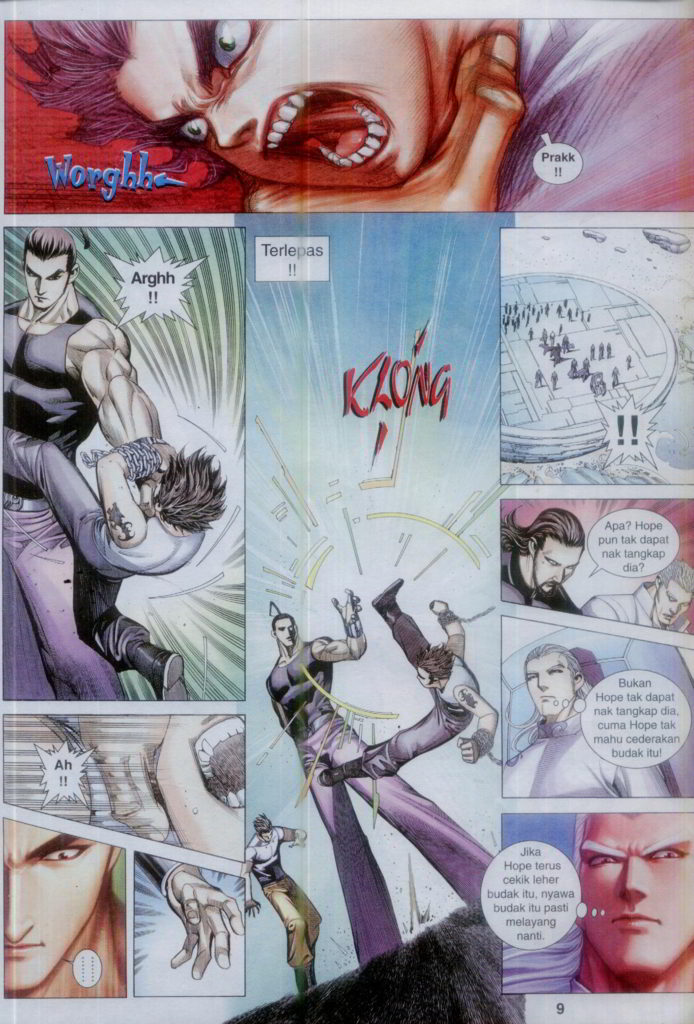 Worghh
Prakk
!!
Arghh
!!
Terlepas
!!
KLONG
!
!!
Apa? Hope
pun tak dapat
nak tangkap
dia?
Bukan
Hope tak dapat
nak tangkap dia,
cuma Hope tak
mahu cederakan
budak itu!
Ah
!!
Jika
Hope terus
cekik leher
budak itu, nyawa
budak itu pasti
melayang
nanti.
9